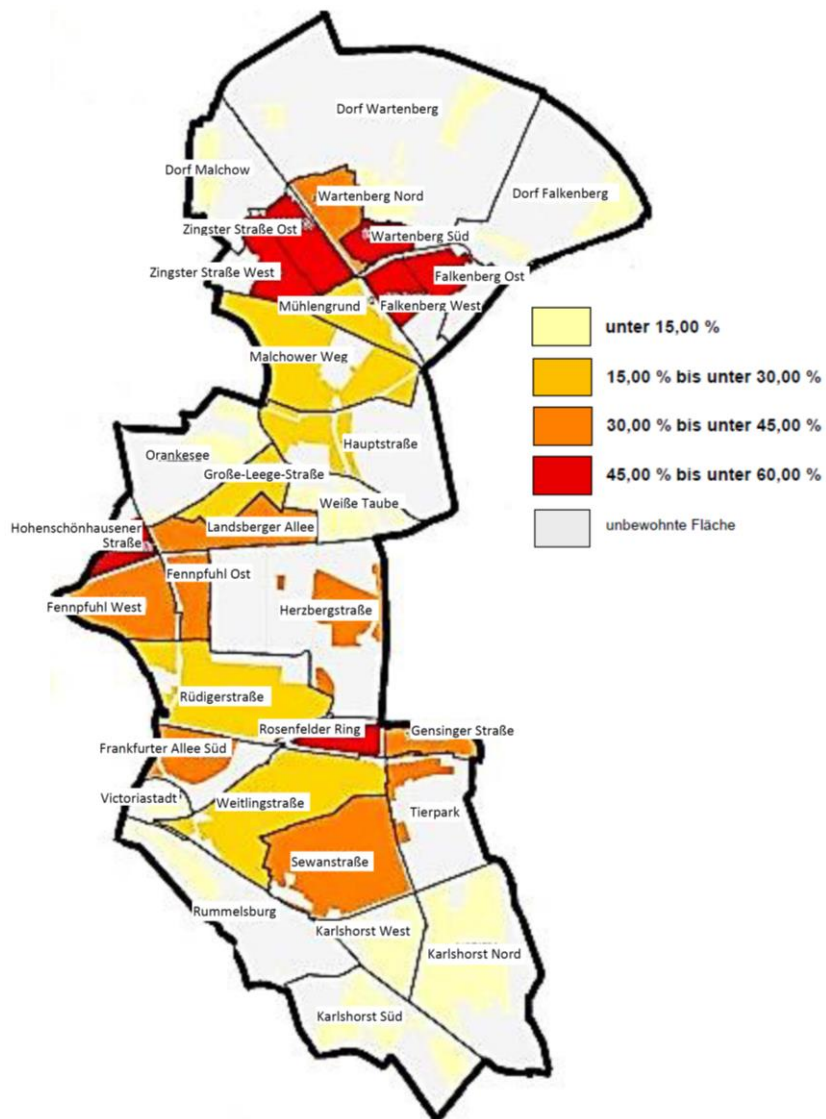 Dorf Wartenberg
Dorf Malchow
Dorf Falkenberg
Wartenberg Nord
Zingster Straße Ost
Wartenberg Süd
Zingster Straße West
Falkenberg Ost
Mühlengrund
Falkenberg West
Malchower Weg
Hauptstraße
Orankesee
Große-Leege-Straße
Weiße Taube
Hohenschönhausener
Straße
Landsberger Allee
Fennpfuhl Ost
Fennpfuhl West
Herzbergstraße
Rüdigerstraße
Rosenfelder Ring
Gensinger Straße
Frankfurter Allee Süd
Victoriastadt
Weitlingstraße
Tierpark
Sewanstraße
Rummelsburg
Karlshorst West
Karlshorst Nord
Karlshorst Süd
unter 15,00 %
15,00 % bis unter 30,00 %
30,00 % bis unter 45,00 %
45,00 % bis unter 60,00 %
unbewohnte Fläche